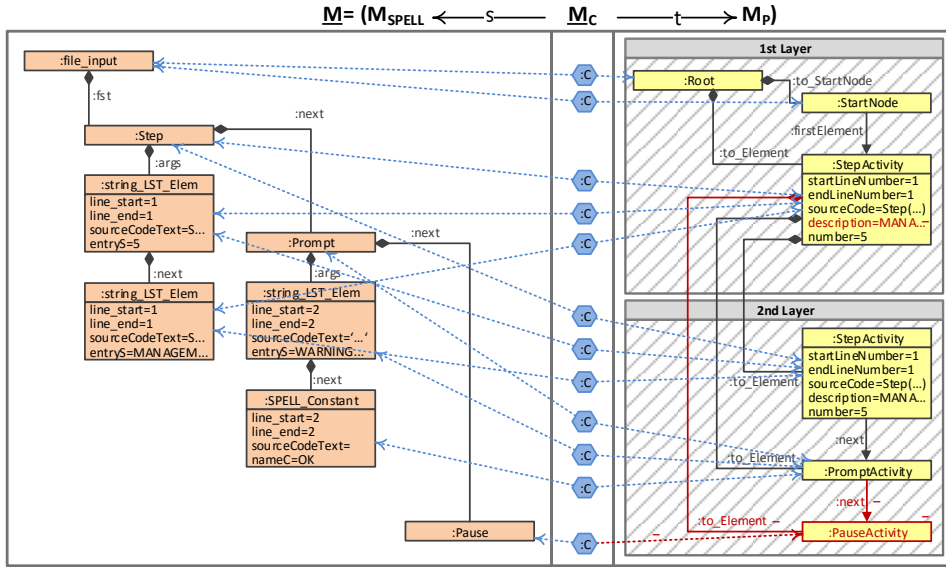 M= (M_SPELL ← s M_C t → M_P)
:file_input
:fst
:next
:Step
:args
:string_LST_Elem
line_start=1
line_end=1
sourceCodeText=S...
entryS=5
:next
:string_LST_Elem
line_start=1
line_end=1
sourceCodeText=S...
entryS=MANAGEM...
:next
:Prompt
:args
:string_LST_Elem
line_start=2
line_end=2
sourceCodeText=‘...‘
entryS=WARNING...
:next
:SPELL_Constant
line_start=2
line_end=2
sourceCodeText=
nameC=OK
:Pause
:C
:C
:C
:C
:C
:C
:C
:C
:C
:C
1st Layer
:Root
:to_StartNode
:StartNode
:firstElement
:to_Element
:StepActivity
startLineNumber=1
endLineNumber=1
sourceCode=Step(...)
description=MANA...–
number=5
2nd Layer
:StepActivity
startLineNumber=1
endLineNumber=1
sourceCode=Step(...)
description=MANA...
number=5
:to_Element
:next
:to_Element
:PromptActivity
:next –
:to_Element –
–
:PauseActivity
–